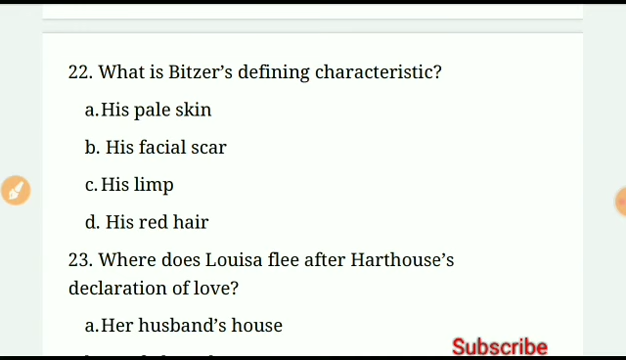 22. What is Bitzer’s defining characteristic?
a. His pale skin
b. His facial scar
c. His limp
d. His red hair
23. Where does Louisa flee after Harthouse’s
declaration of love?
a. Her husband’s house
Subscribe